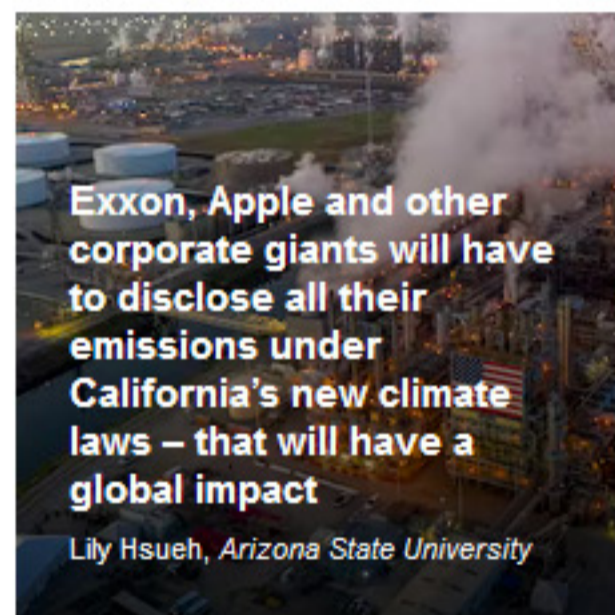 Exxon, Apple and other
corporate giants will have
to disclose all their
emissions under
California’s new climate
laws – that will have a
global impact
Lily Hsueh, Arizona State University